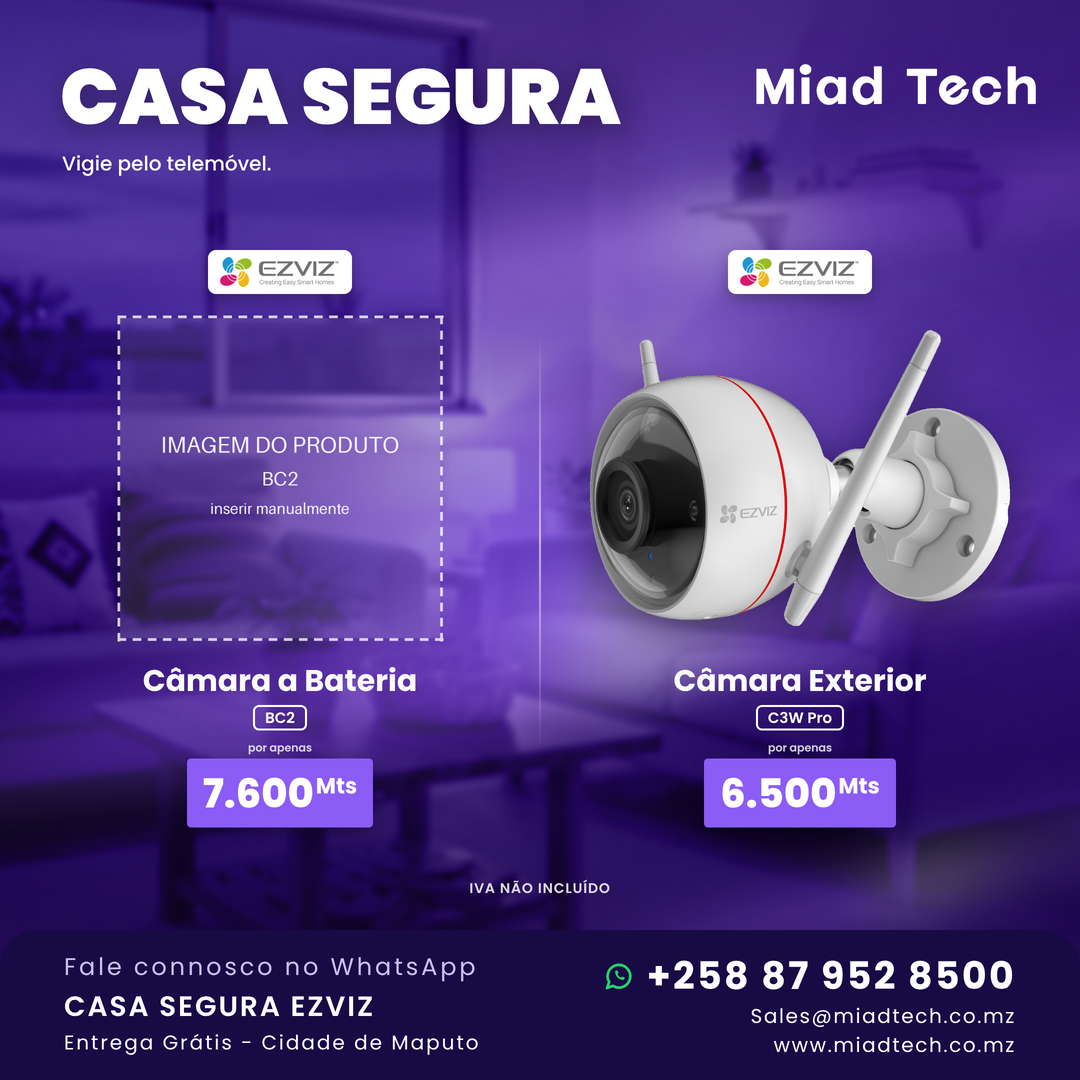 CASA SEGURA
Miad Tech
Vigie pelo telemóvel.
EZVIZ™
Creating Easy Smart Homes
EZVIZ™
Creating Easy Smart Homes
IMAGEM DO PRODUTO
BC2
inserir manualmente
EZVIZ
Câmara a Bateria
BC2
por apenas
7.600Mts
Câmara Exterior
C3W Pro
por apenas
6.500Mts
IVA NÃO INCLUÍDO
Fale connosco no WhatsApp
CASA SEGURA EZVIZ
Entrega Grátis - Cidade de Maputo
+258 87 952 8500
Sales@miadtech.co.mz
www.miadtech.co.mz